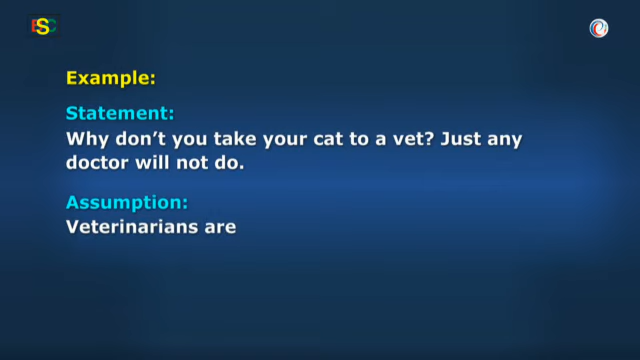 ESC
Example:
Statement:
Why don't you take your cat to a vet? Just any
doctor will not do.
Assumption:
Veterinarians are